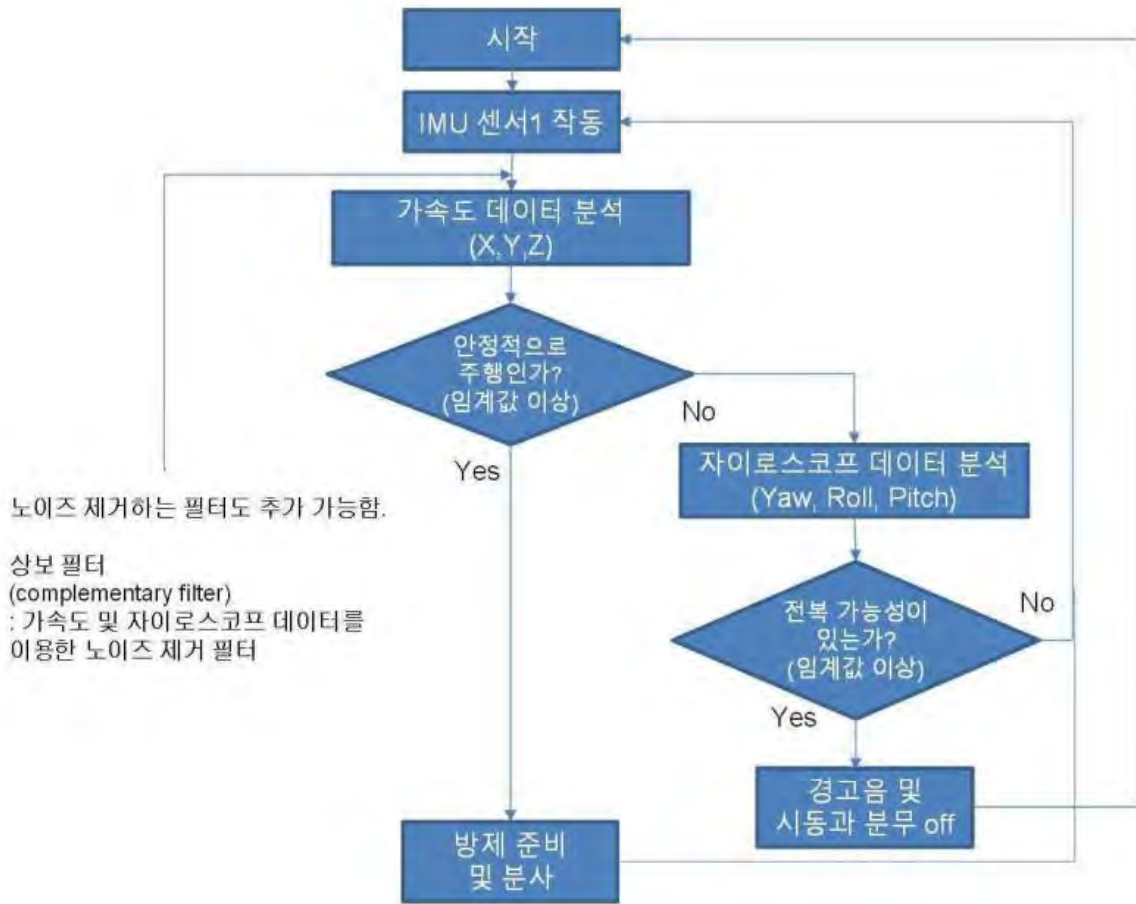 시작
IMU 센서1 작동
가속도 데이터 분석
(X,Y,Z)
안정적으로
주행인가?
(임계값 이상)
No
Yes
자이로스코프 데이터 분석
(Yaw, Roll, Pitch)
노이즈 제거하는 필터도 추가 가능함.
상보 필터
(complementary filter)
: 가속도 및 자이로스코프 데이터를
이용한 노이즈 제거 필터
전복 가능성이
있는가?
(임계값 이상)
No
Yes
경고음 및
시동과 분무 off
방제 준비
및 분사